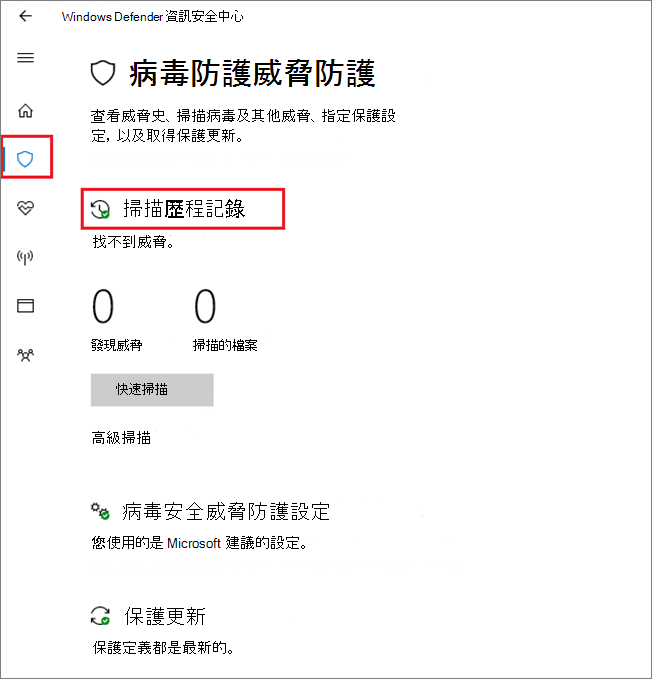 Windows Defender 資訊安全中心
病毒防護威脅防護
查看威脅史、掃描病毒及其他威脅、指定保護設
定，以及取得保護更新。
掃描歷程記錄
找不到威脅。
0 0
發現威脅 掃描的檔案
快速掃描
高級掃描
病毒安全威脅防護設定
您使用的是 Microsoft 建議的設定。
保護更新
保護定義都是最新的。